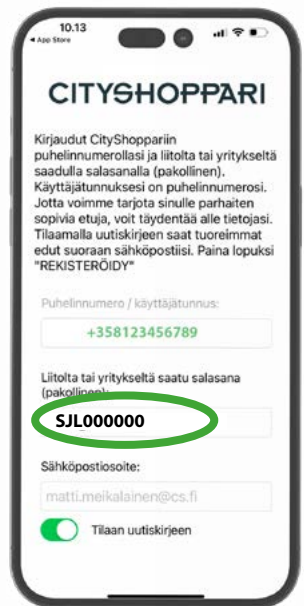 10.13
◀ App Store
CITYSHOPPARI
Kirjaudut CityShoppariin
puhelinnumerollasi ja liitolta tai yritykseltä
saadulla salasanalla (pakollinen).
Käyttäjätunnuksesi on puhelinnumerosi.
Jotta voimme tarjota sinulle parhaiten
sopivia etuja, voit täydentää alle tietojasi.
Tilaamalla uutiskirjeen saat tuoreimmat
edut suoraan sähköpostiisi. Paina lopuksi
"REKISTERÖIDY"
Puhelinnumero / käyttäjätunnus:
+358123456789
Liitolta tai yritykseltä saatu salasana
(pakollinen):
SJL000000
Sähköpostiosoite:
matti.meikalainen@cs.fi
Tilaan uutiskirjeen